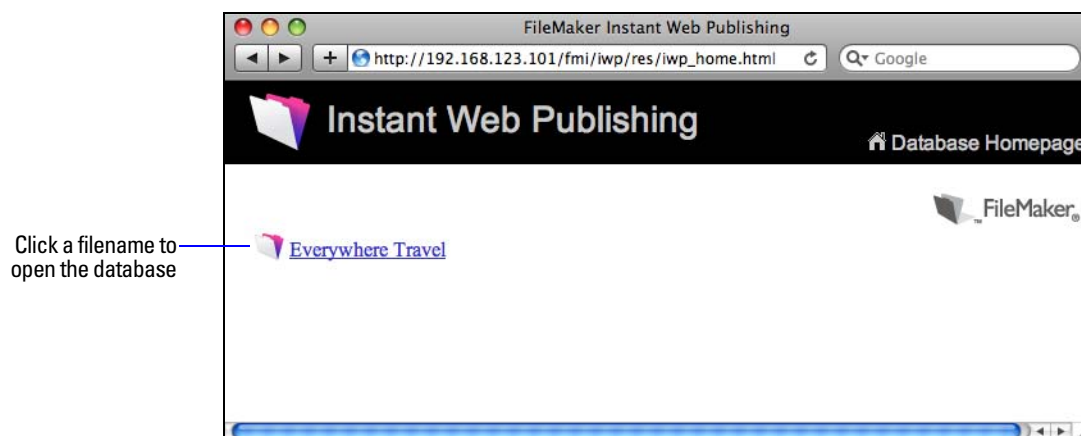 FileMaker Instant Web Publishing
http://192.168.123.101/fmi/iwp/res/iwp_home.html
Google
Instant Web Publishing
Database Homepage
™ FileMaker®
Click a filename to
open the database
Everywhere Travel